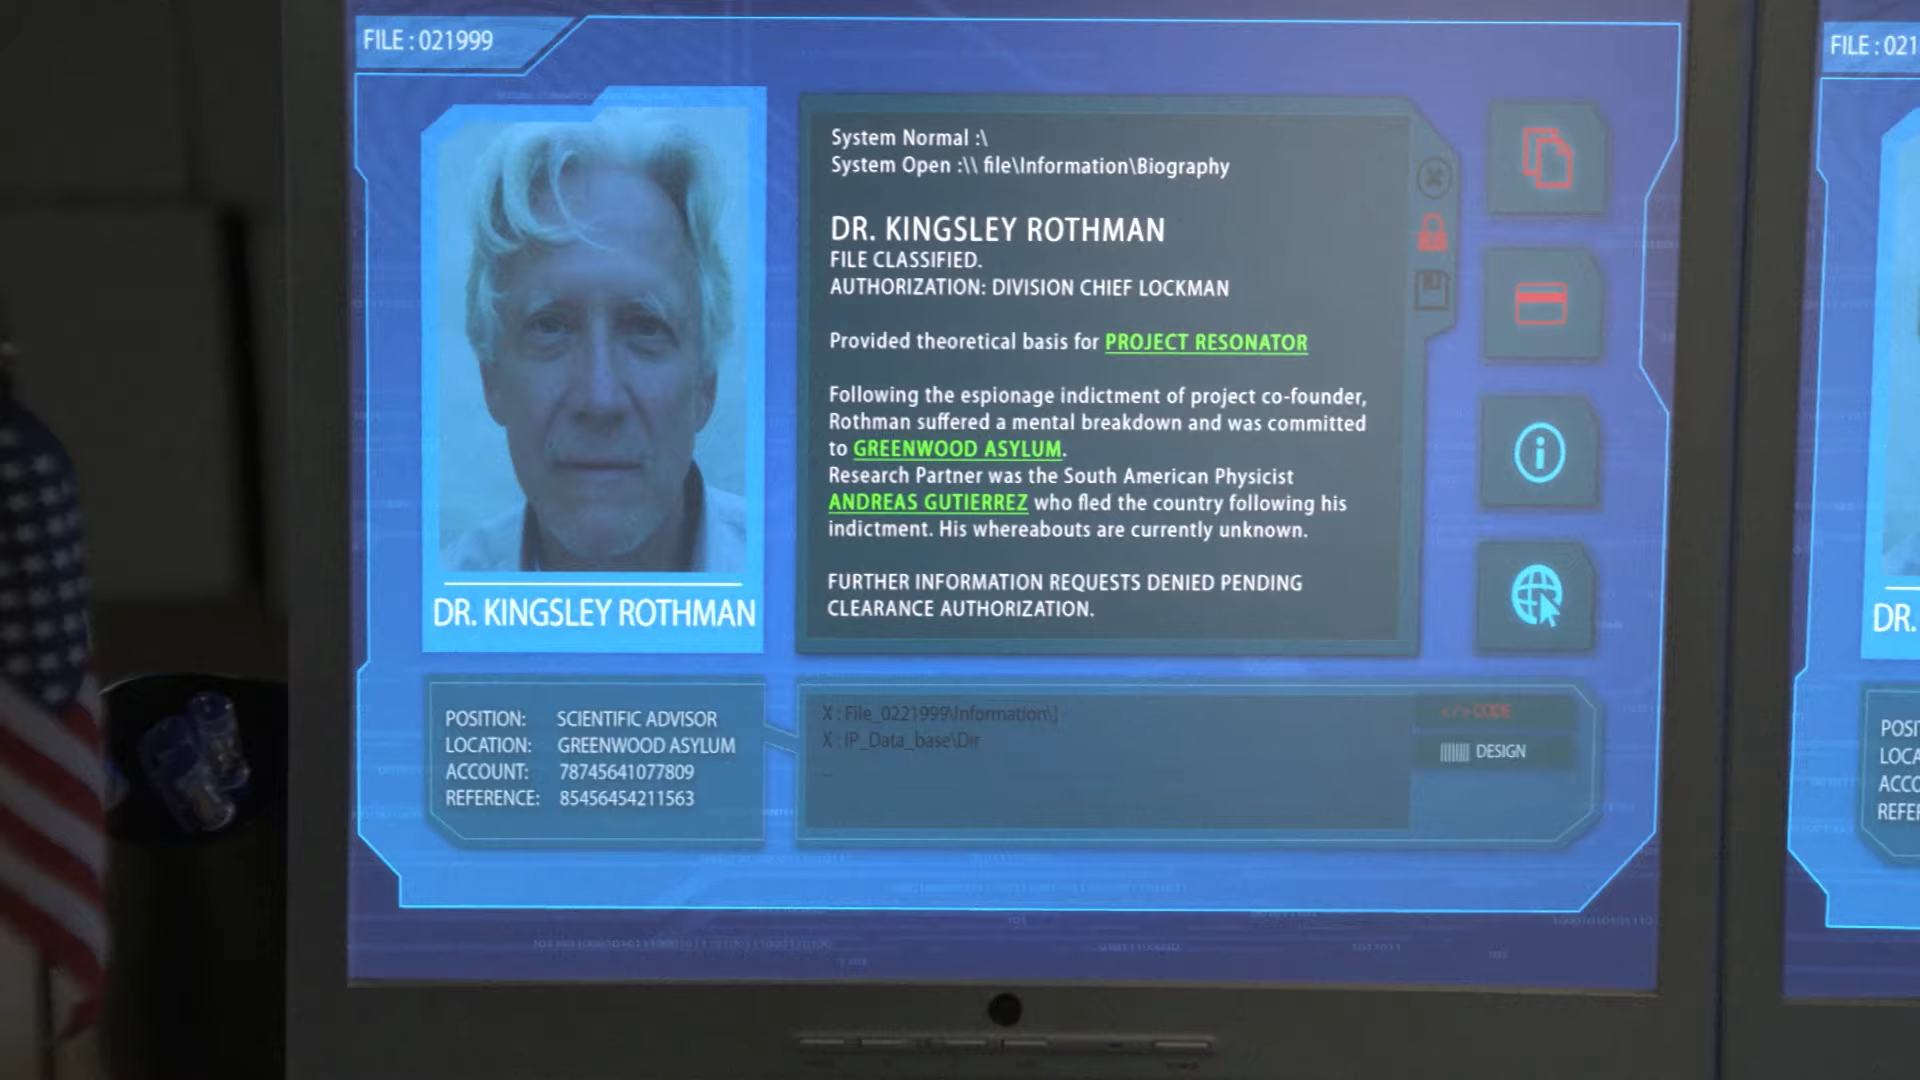 FILE : 021999
FILE : 021
System Normal :\
System Open :\\ file\Information\Biography
DR. KINGSLEY ROTHMAN
FILE CLASSIFIED.
AUTHORIZATION: DIVISION CHIEF LOCKMAN
Provided theoretical basis for PROJECT RESONATOR
Following the espionage indictment of project co-founder,
Rothman suffered a mental breakdown and was committed
to GREENWOOD ASYLUM.
Research Partner was the South American Physicist
ANDREAS GUTIERREZ who fled the country following his
indictment. His whereabouts are currently unknown.
FURTHER INFORMATION REQUESTS DENIED PENDING
CLEARANCE AUTHORIZATION.
DR. KINGSLEY ROTHMAN
DR.
POSITION: SCIENTIFIC ADVISOR
LOCATION: GREENWOOD ASYLUM
ACCOUNT: 78745641077809
REFERENCE: 85456454211563
X : File_0221999\Information\]
X : IP_Data_base\Dir
</> CODE
DESIGN
POSI
LOCA
ACCO
REFER